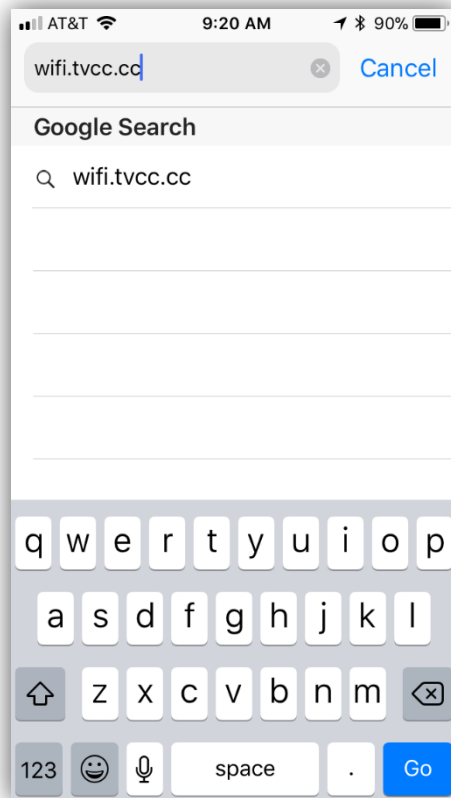 AT&T 9:20 AM 90%
wifi.tvcc.cc Cancel
Google Search
wifi.tvcc.cc
q w e r t y u i o p
a s d f g h j k l
z x c v b n m
123 space . Go